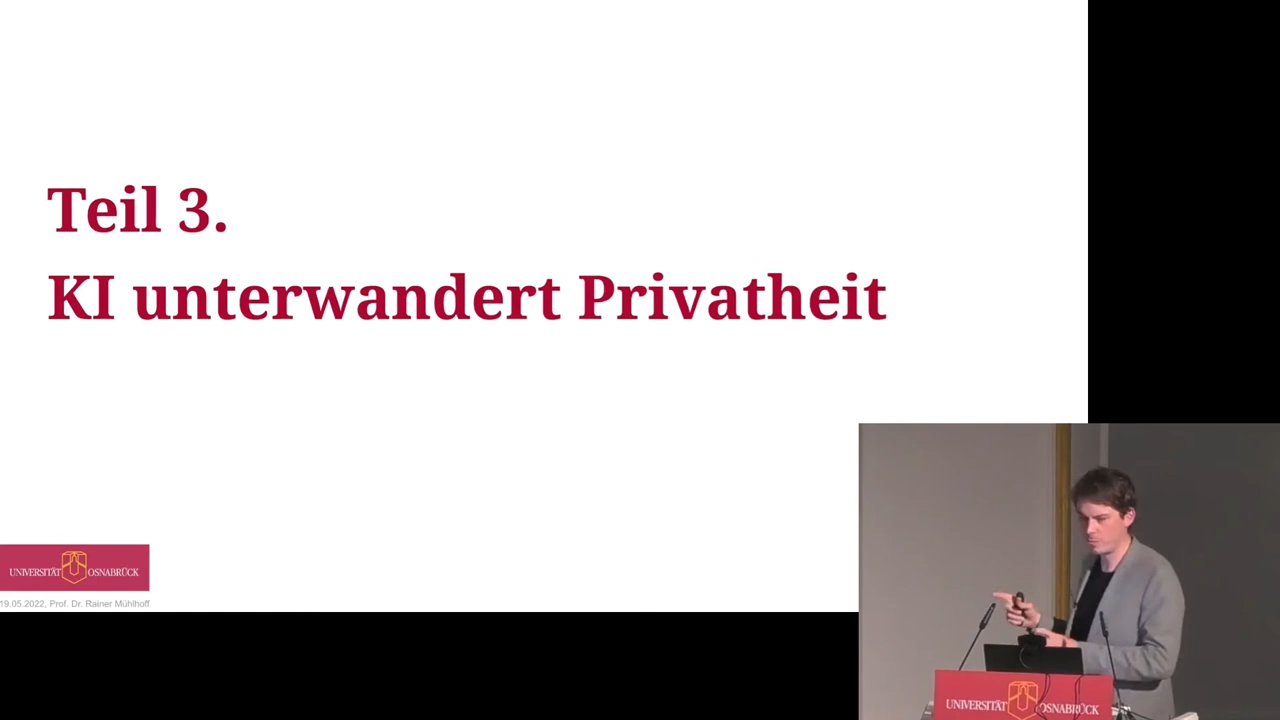 Teil 3.
KI unterwandert Privatheit
UNIVERSITÄT OSNABRÜCK
19.05.2022, Prof. Dr. Rainer Mühlhoff
UNIVERSITÄT OSNABRÜCK